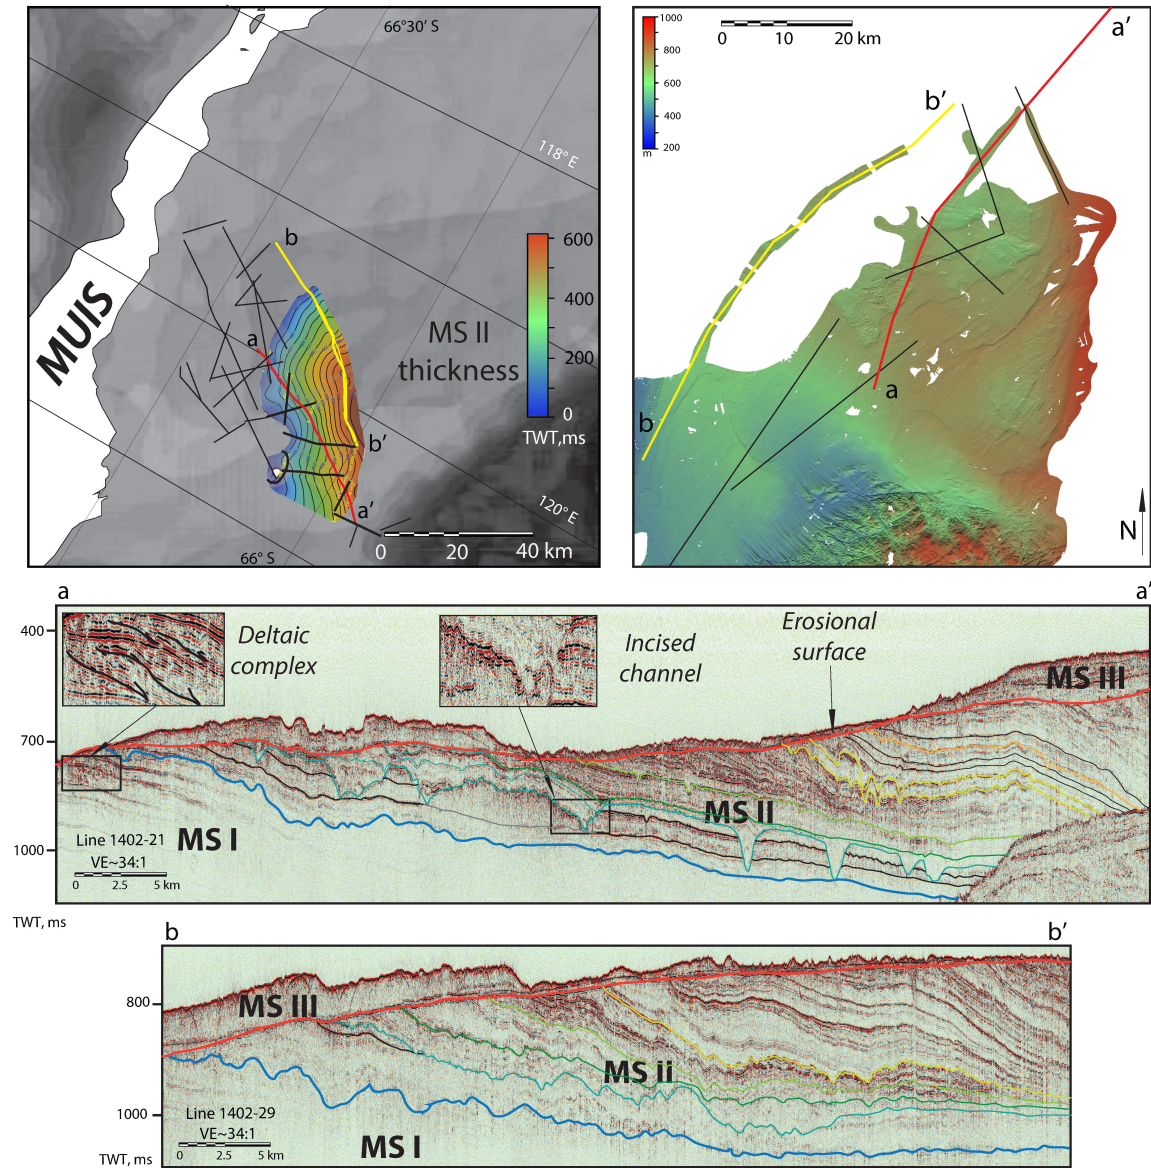 66°30′ S
118° E
MUIS
b
a
MS II
thickness
600
400
200
0
TWT,ms
b′
a′
120° E
66° S
0 20 40 km
1000
800
600
400
200
m
0 10 20 km
a′
b′
a
b
N
a
a′
400
700
1000
Deltaic
complex
Incised
channel
Erosional
surface
MS III
MS II
MS I
Line 1402-21
VE~34:1
0 2.5 5 km
TWT, ms
b
b′
800
1000
MS III
MS ii
MS I
Line 1402-29
VE~34:1
0 2.5 5 km
TWT, ms